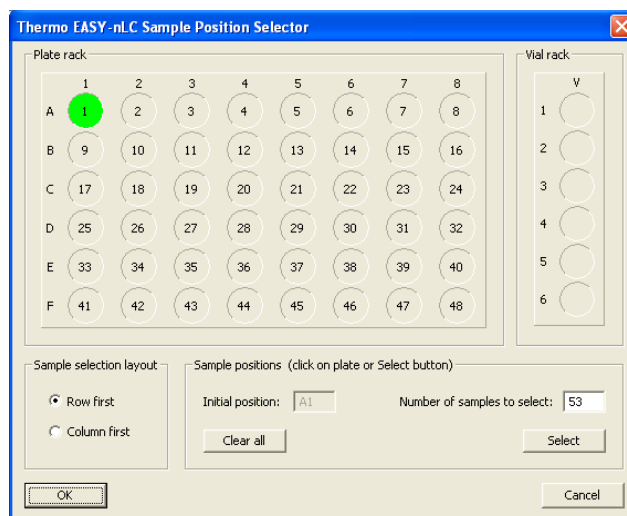 Thermo EASY-nLC Sample Position Selector
Plate rack
Vial rack
1 2 3 4 5 6 7 8
V
A 1 2 3 4 5 6 7 8
1
B 9 10 11 12 13 14 15 16
2
C 17 18 19 20 21 22 23 24
3
D 25 26 27 28 29 30 31 32
4
E 33 34 35 36 37 38 39 40
5
F 41 42 43 44 45 46 47 48
6
Sample selection layout
Row first
Column first
Sample positions (click on plate or Select button)
Initial position: A1
Number of samples to select: 53
Clear all
Select
OK
Cancel